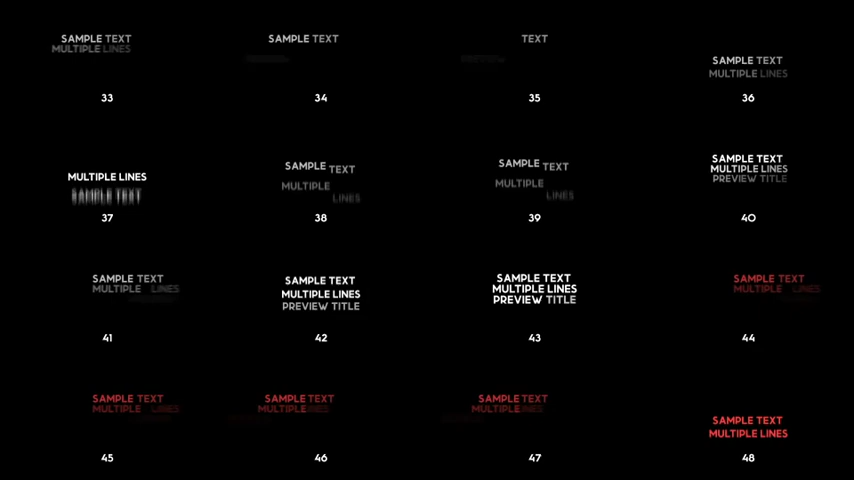 SAMPLE TEXT
MULTIPLE LINES
33
SAMPLE TEXT
34
TEXT
35
SAMPLE TEXT
MULTIPLE LINES
36
MULTIPLE LINES
SAMPLE TEXT
37
SAMPLE TEXT
MULTIPLE
LINES
38
SAMPLE TEXT
MULTIPLE
LINES
39
SAMPLE TEXT
MULTIPLE LINES
PREVIEW TITLE
40
SAMPLE TEXT
MULTIPLE LINES
41
SAMPLE TEXT
MULTIPLE LINES
PREVIEW TITLE
42
SAMPLE TEXT
MULTIPLE LINES
PREVIEW TITLE
43
SAMPLE TEXT
MULTIPLE LINES
44
SAMPLE TEXT
MULTIPLE LINES
45
SAMPLE TEXT
MULTIPLE LINES
46
SAMPLE TEXT
MULTIPLE LINES
47
SAMPLE TEXT
MULTIPLE LINES
48